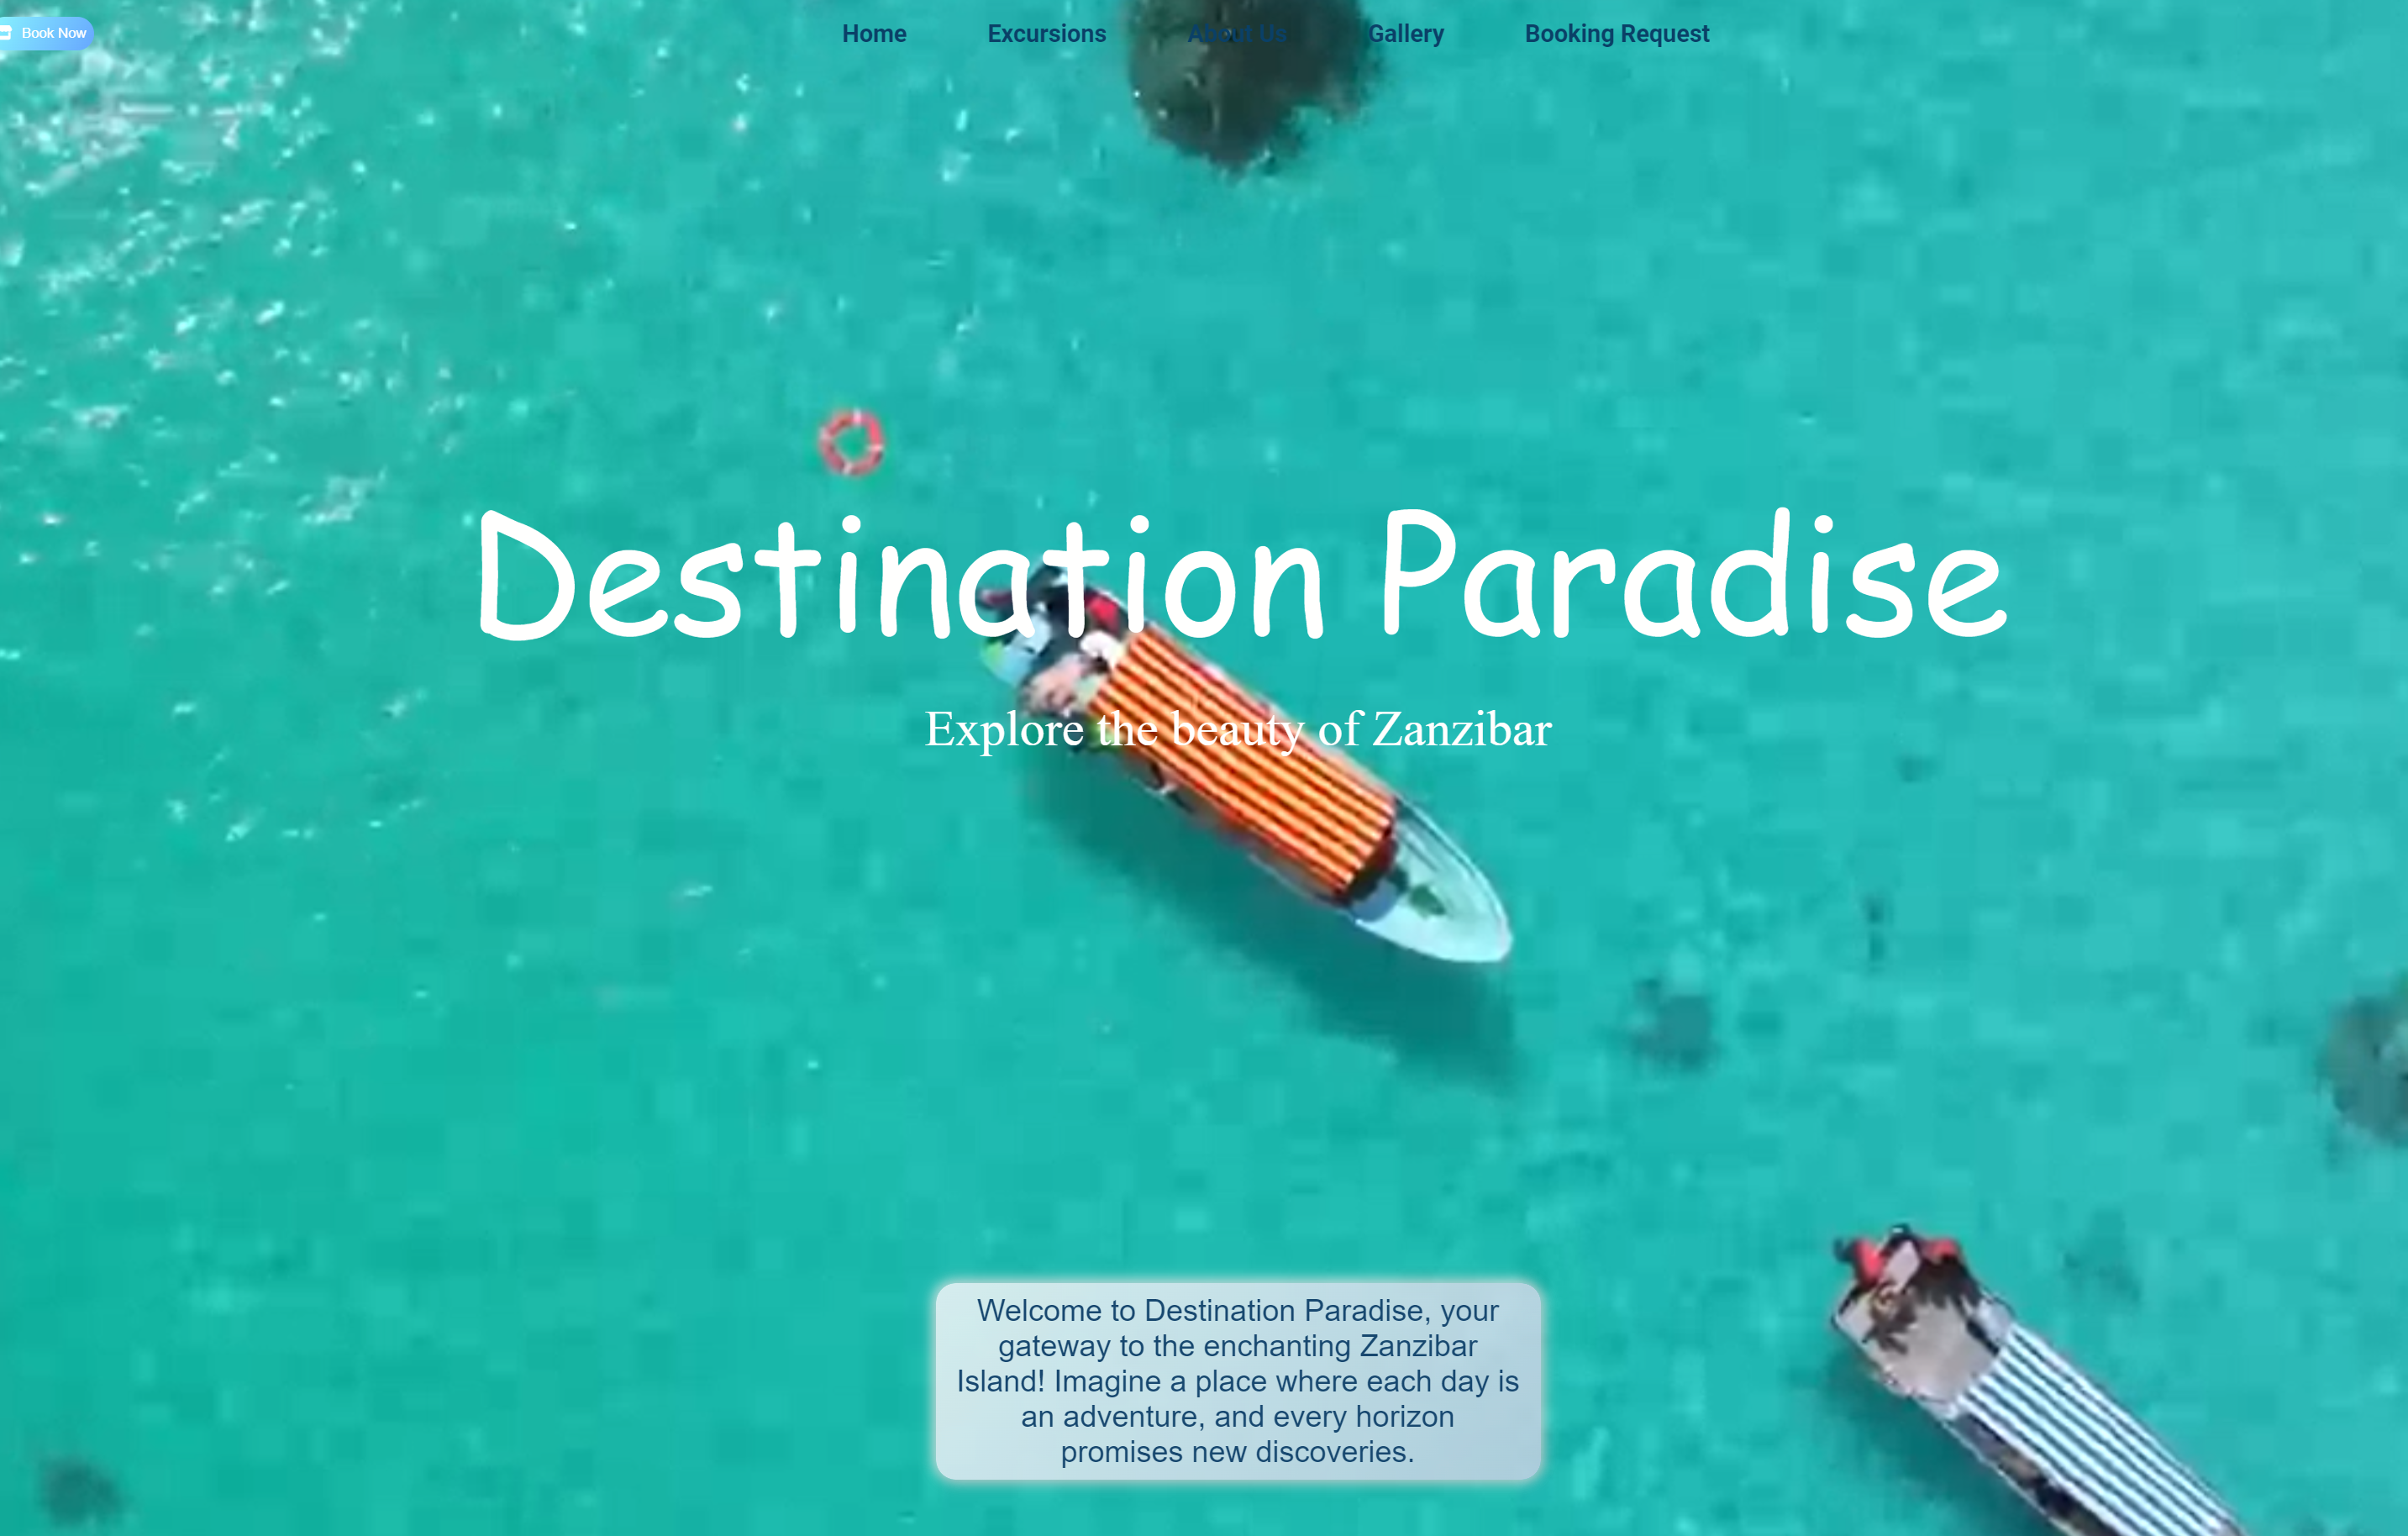 Book Now
Home Excursions About Us Gallery Booking Request
Destination Paradise
Explore the beauty of Zanzibar
Welcome to Destination Paradise, your
gateway to the enchanting Zanzibar
Island! Imagine a place where each day is
an adventure, and every horizon
promises new discoveries.